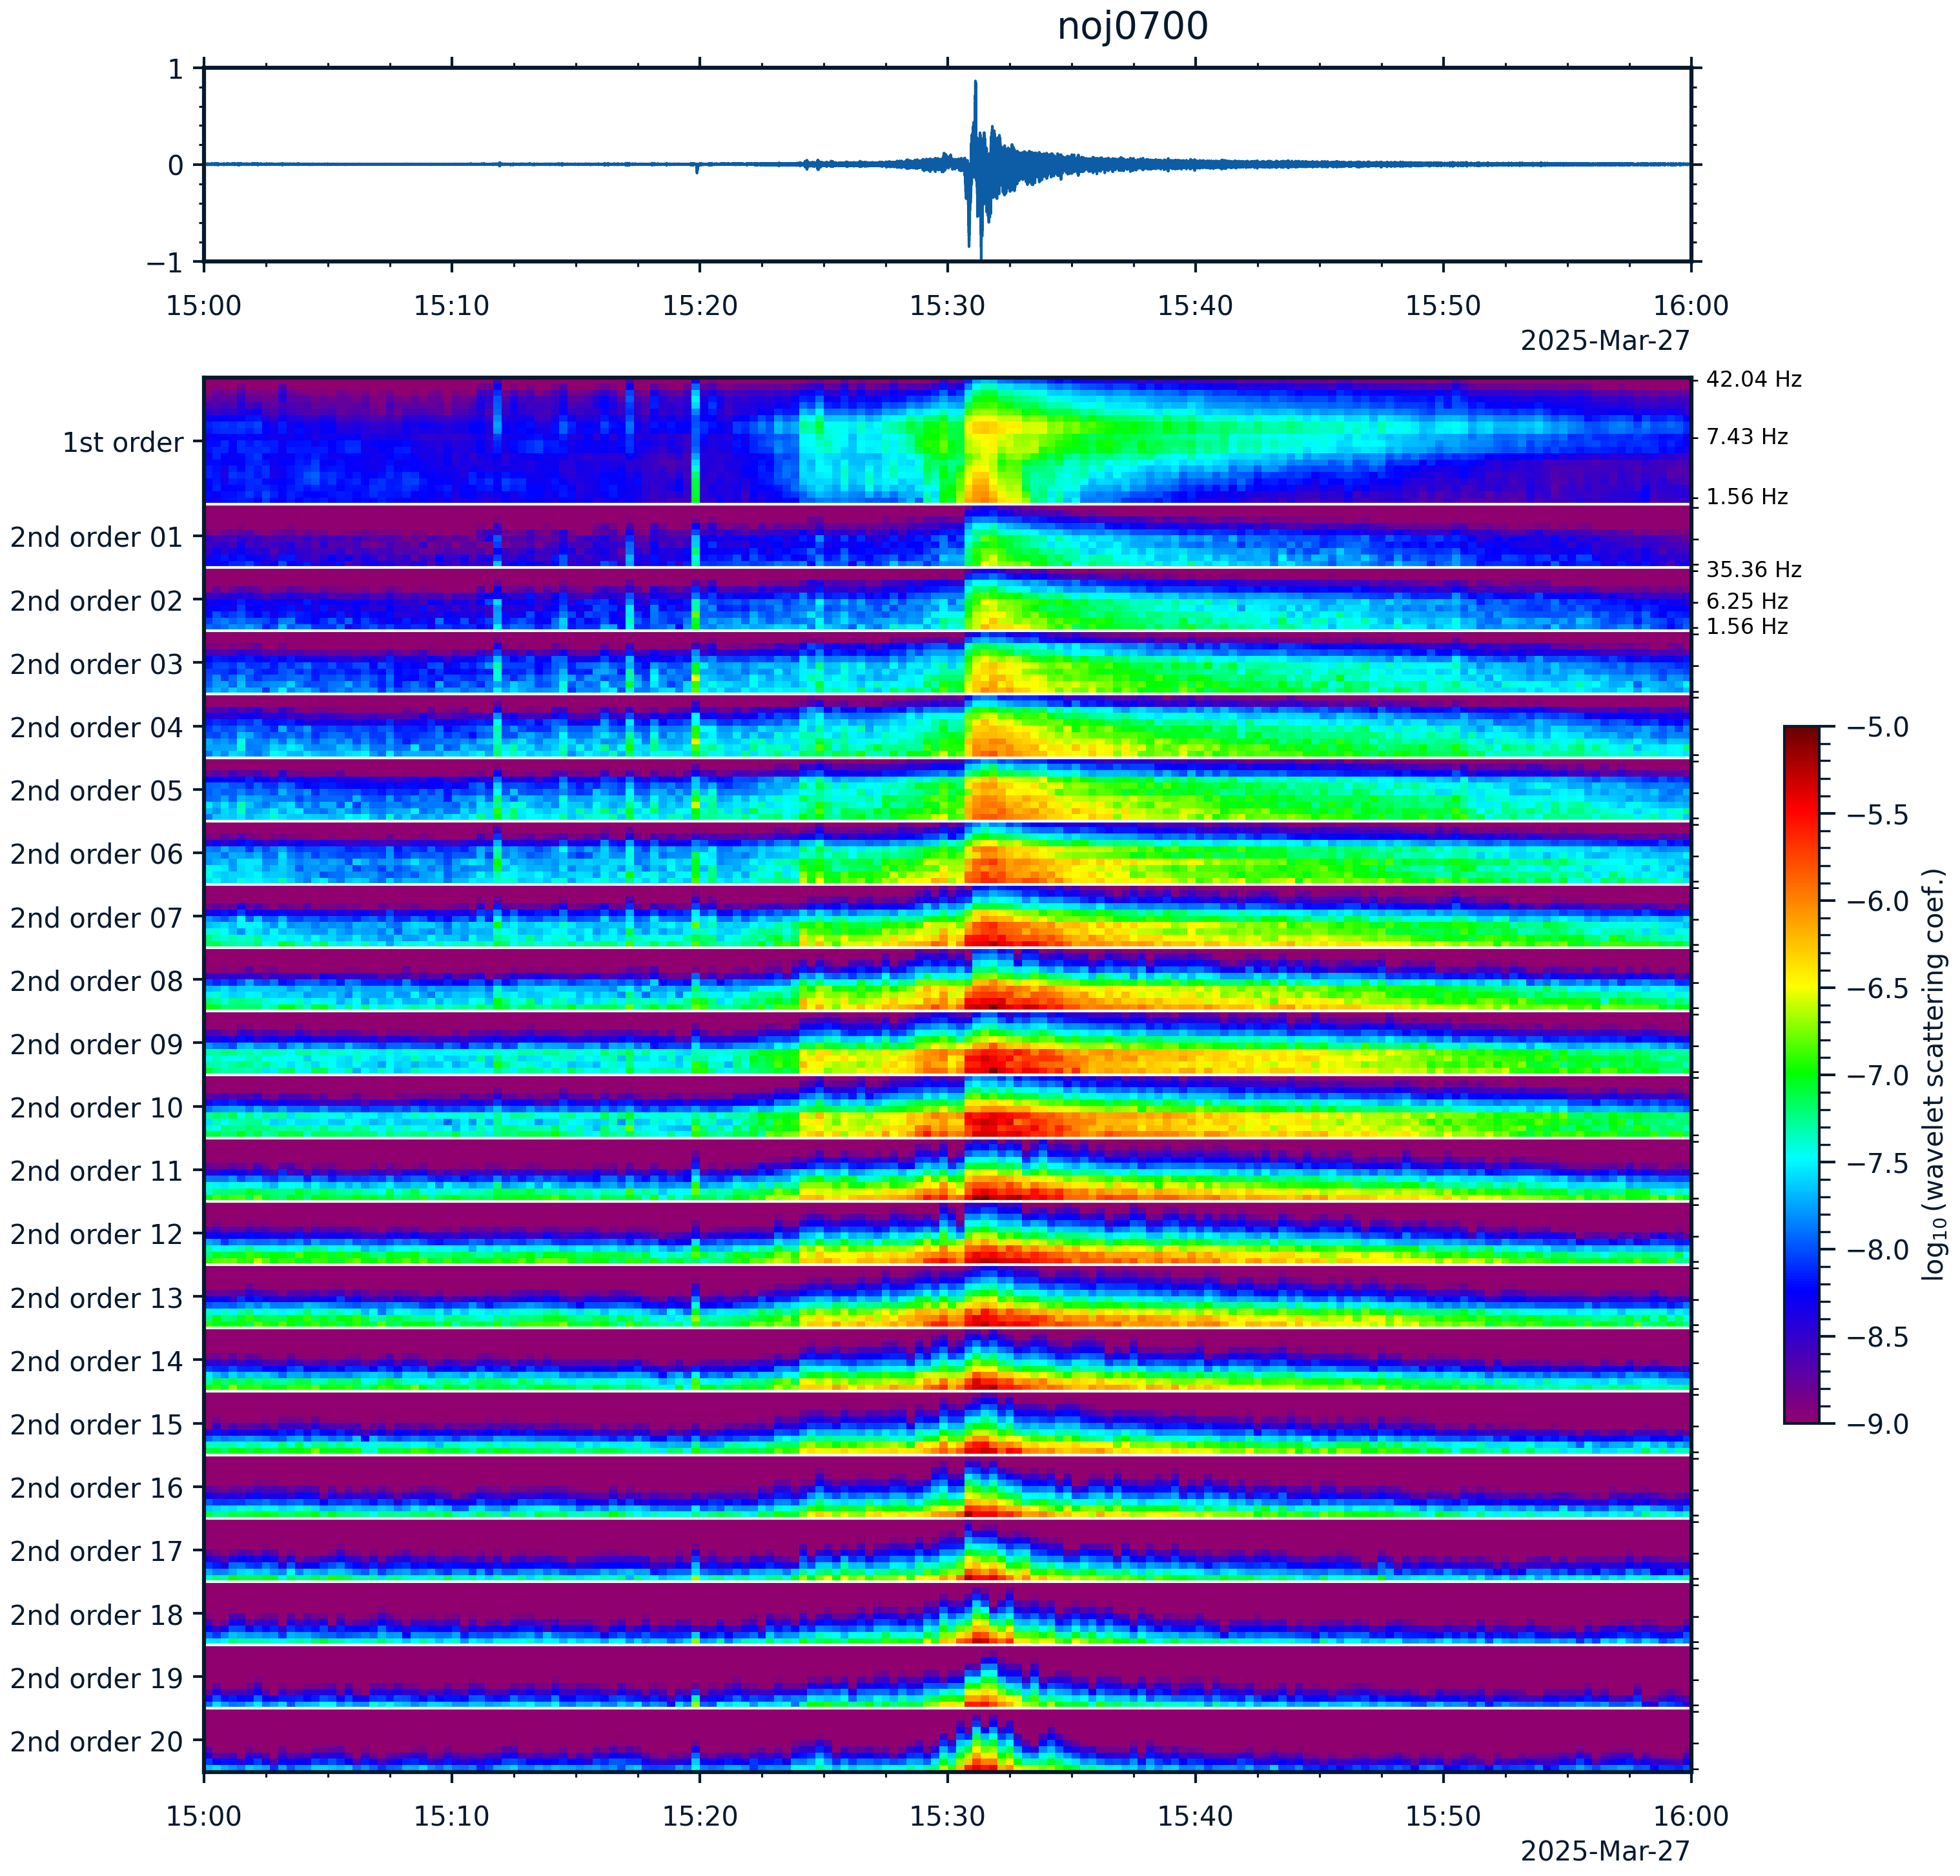 noj0700
1
0
−1
15:00 15:10 15:20 15:30 15:40 15:50 16:00
2025-Mar-27
42.04 Hz
1st order
7.43 Hz
1.56 Hz
2nd order 01
35.36 Hz
2nd order 02
6.25 Hz
1.56 Hz
2nd order 03
2nd order 04
2nd order 05
2nd order 06
2nd order 07
2nd order 08
2nd order 09
2nd order 10
2nd order 11
2nd order 12
2nd order 13
2nd order 14
2nd order 15
2nd order 16
2nd order 17
2nd order 18
2nd order 19
2nd order 20
15:00 15:10 15:20 15:30 15:40 15:50 16:00
2025-Mar-27
−5.0
−5.5
−6.0
−6.5
−7.0
−7.5
−8.0
−8.5
−9.0
log₁₀(wavelet scattering coef.)